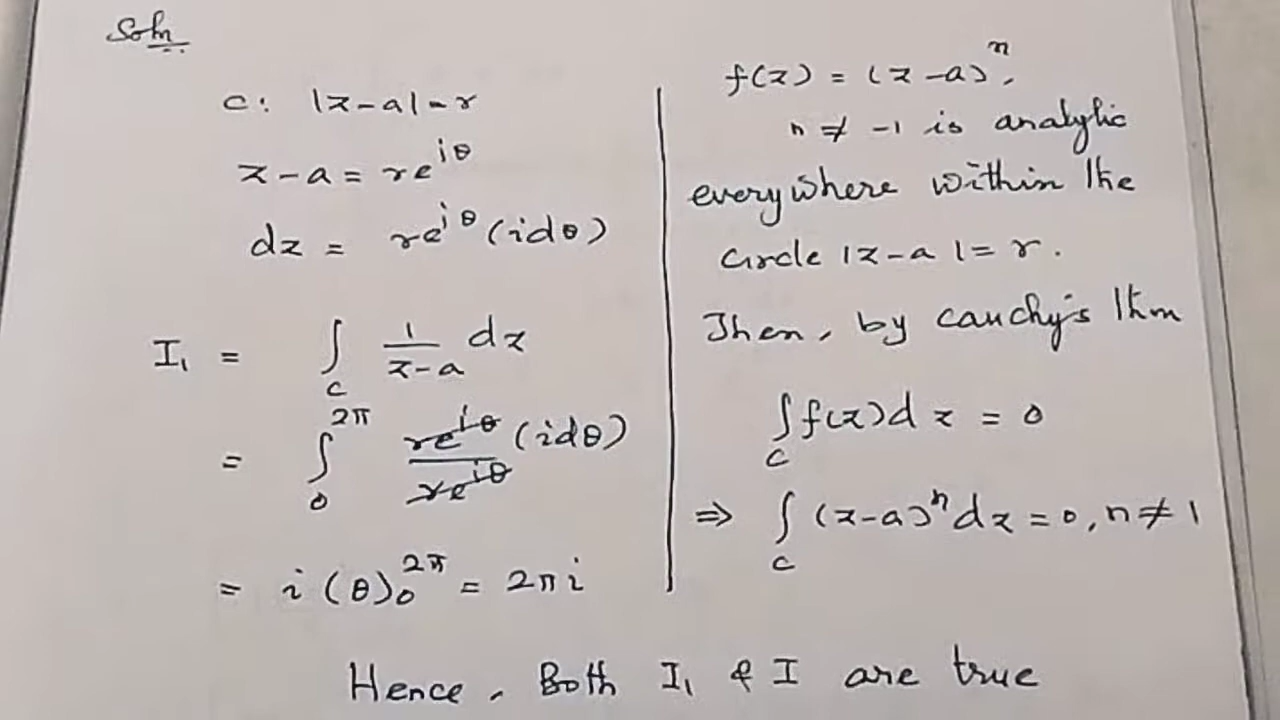 Soln
c: |z-a|=r
z-a = re^{iθ}
dz = re^{iθ}(idθ)
I₁ = ∫_c 1/(z-a) dz
= ∫_0^{2π} re^{iθ}/re^{iθ} (idθ)
= i(θ)_0^{2π} = 2πi
f(z) = (z-a)^n,
n ≠ -1 is analytic
everywhere within the
circle |z-a|=r.
Then, by cauchy's thm
∫_c f(z)dz = 0
⇒ ∫_c (z-a)^n dz = 0, n≠1
Hence, Both I₁ & I are true